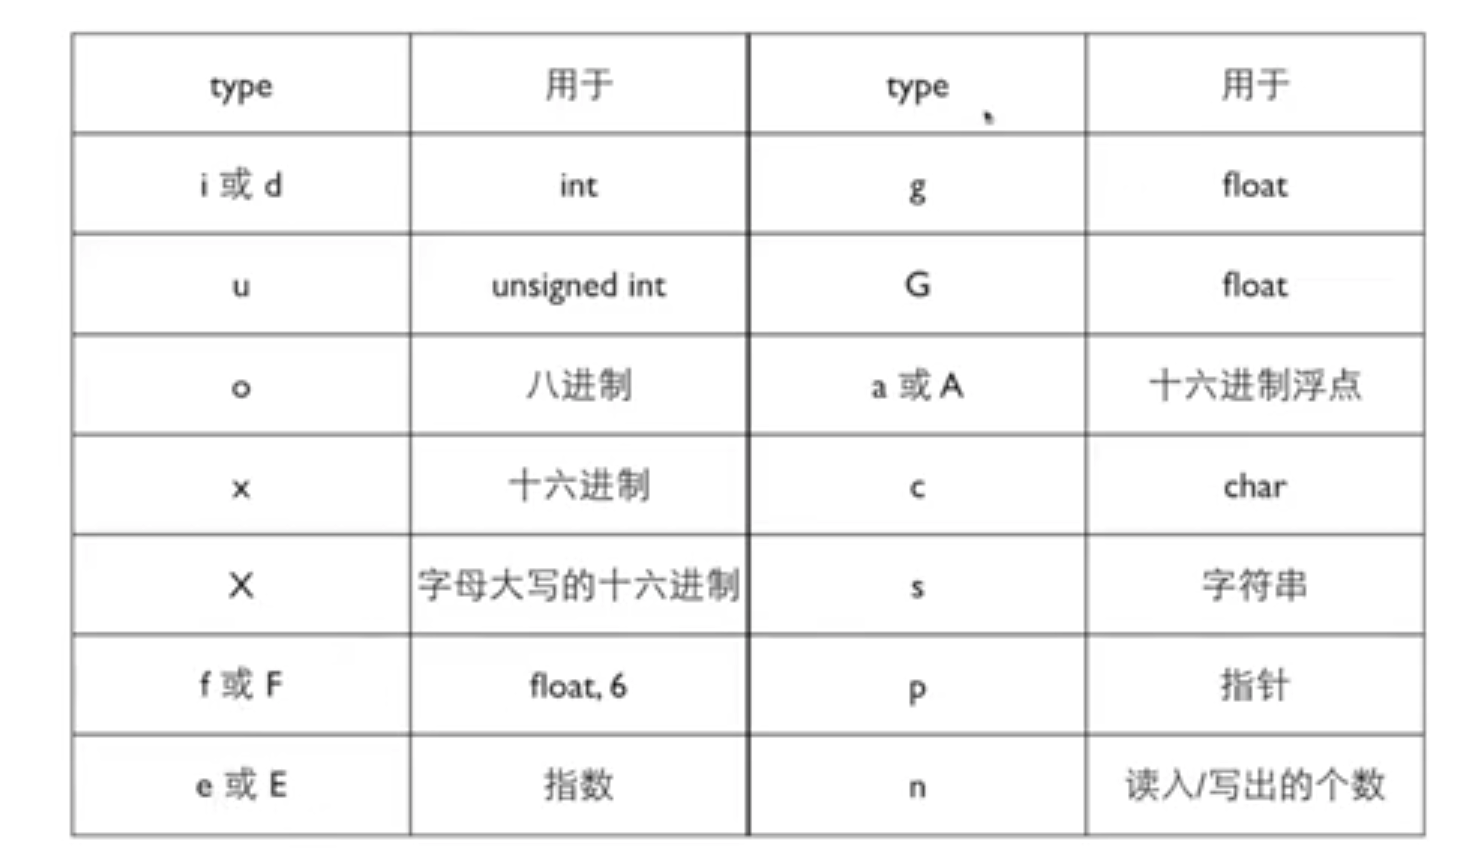 type 用于 type 用于
i 或 d int g float
u unsigned int G float
o 八进制 a 或 A 十六进制浮点
x 十六进制 c char
X 字母大写的十六进制 s 字符串
f 或 F float, 6 p 指针
e 或 E 指数 n 读入/写出的个数